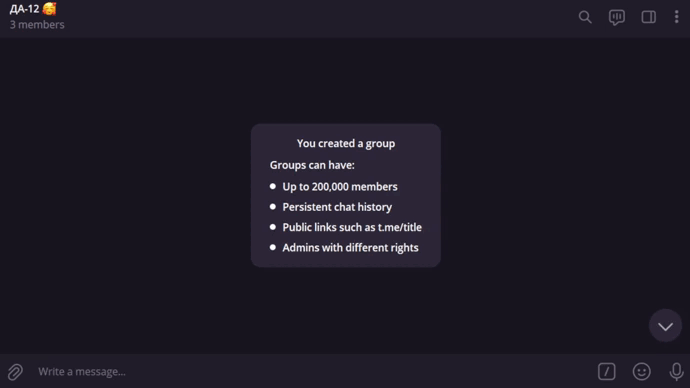 ДА-12 🥰
3 members
You created a group
Groups can have:
Up to 200,000 members
Persistent chat history
Public links such as t.me/title
Admins with different rights
Write a message...